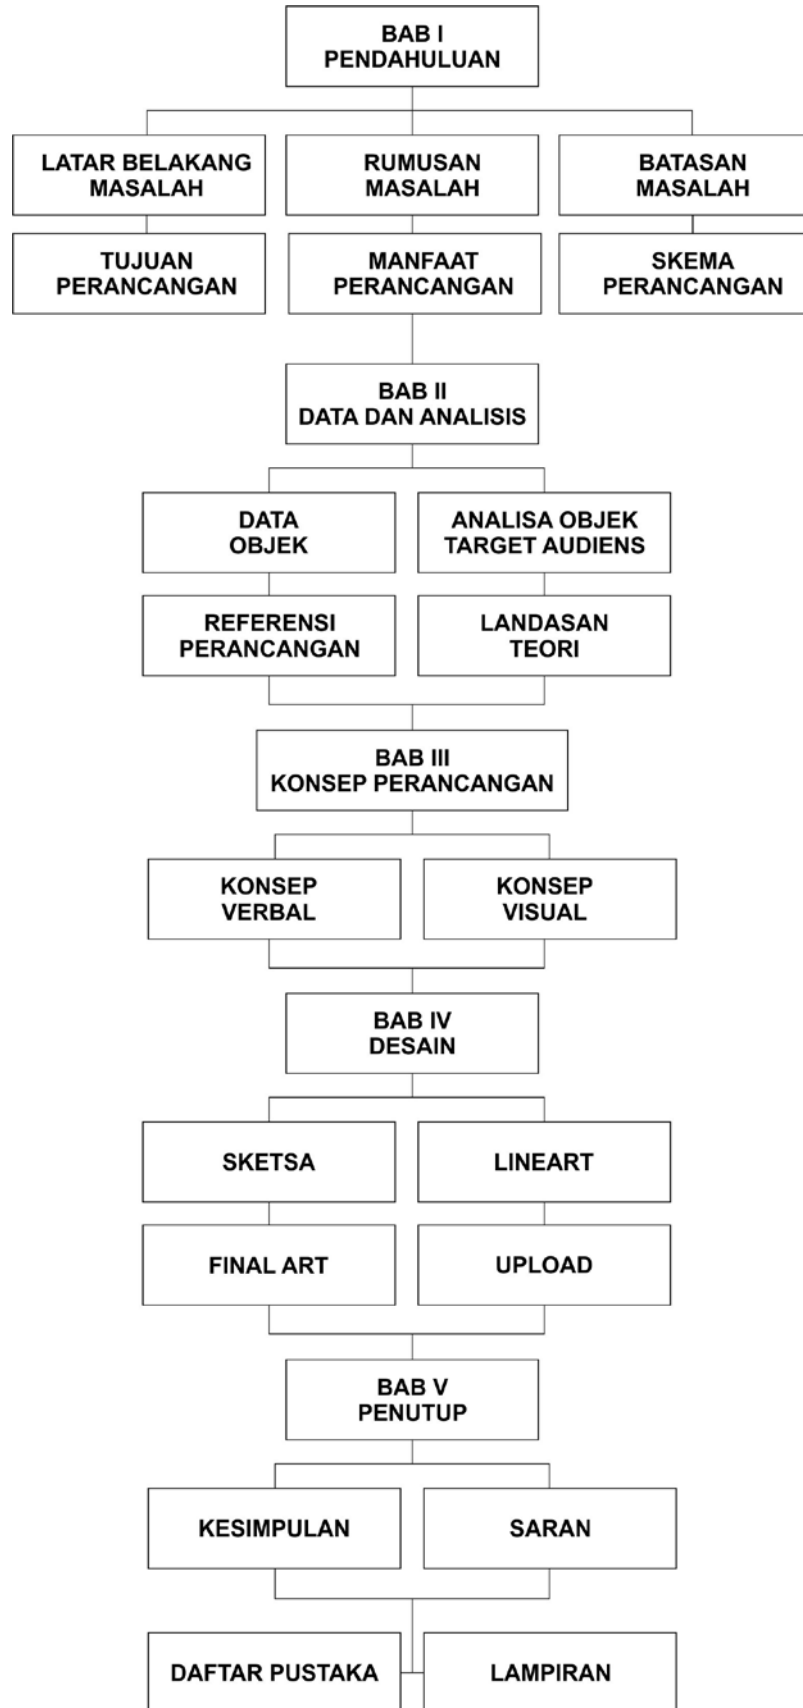 BAB I
PENDAHULUAN
LATAR BELAKANG
MASALAH
RUMUSAN
MASALAH
BATASAN
MASALAH
TUJUAN
PERANCANGAN
MANFAAT
PERANCANGAN
SKEMA
PERANCANGAN
BAB II
DATA DAN ANALISIS
DATA
OBJEK
ANALISA OBJEK
TARGET AUDIENS
REFERENSI
PERANCANGAN
LANDASAN
TEORI
BAB III
KONSEP PERANCANGAN
KONSEP
VERBAL
KONSEP
VISUAL
BAB IV
DESAIN
SKETSA
LINEART
FINAL ART
UPLOAD
BAB V
PENUTUP
KESIMPULAN
SARAN
DAFTAR PUSTAKA
LAMPIRAN